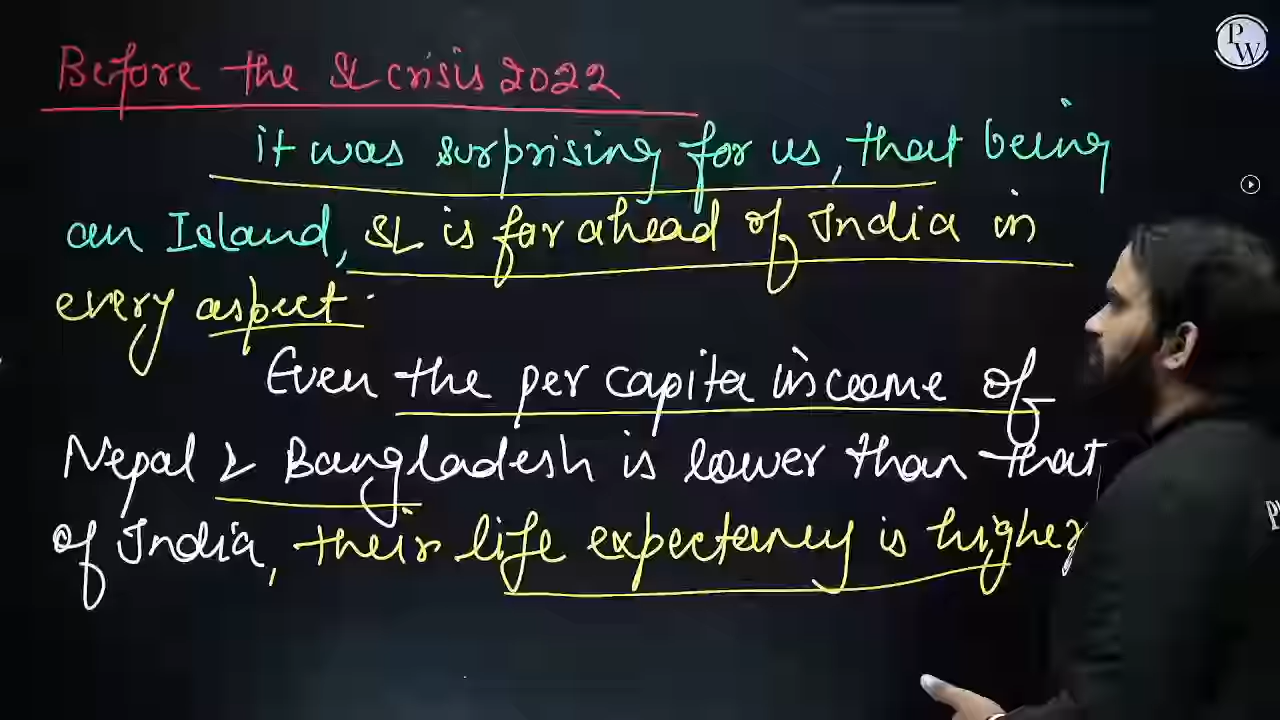 PW
Before the SL crisis 2022
it was surprising for us, that being
an Island, SL is far ahead of India in
every aspect.
Even the per capita income of
Nepal & Bangladesh is lower than that
of India, their life expectancy is higher